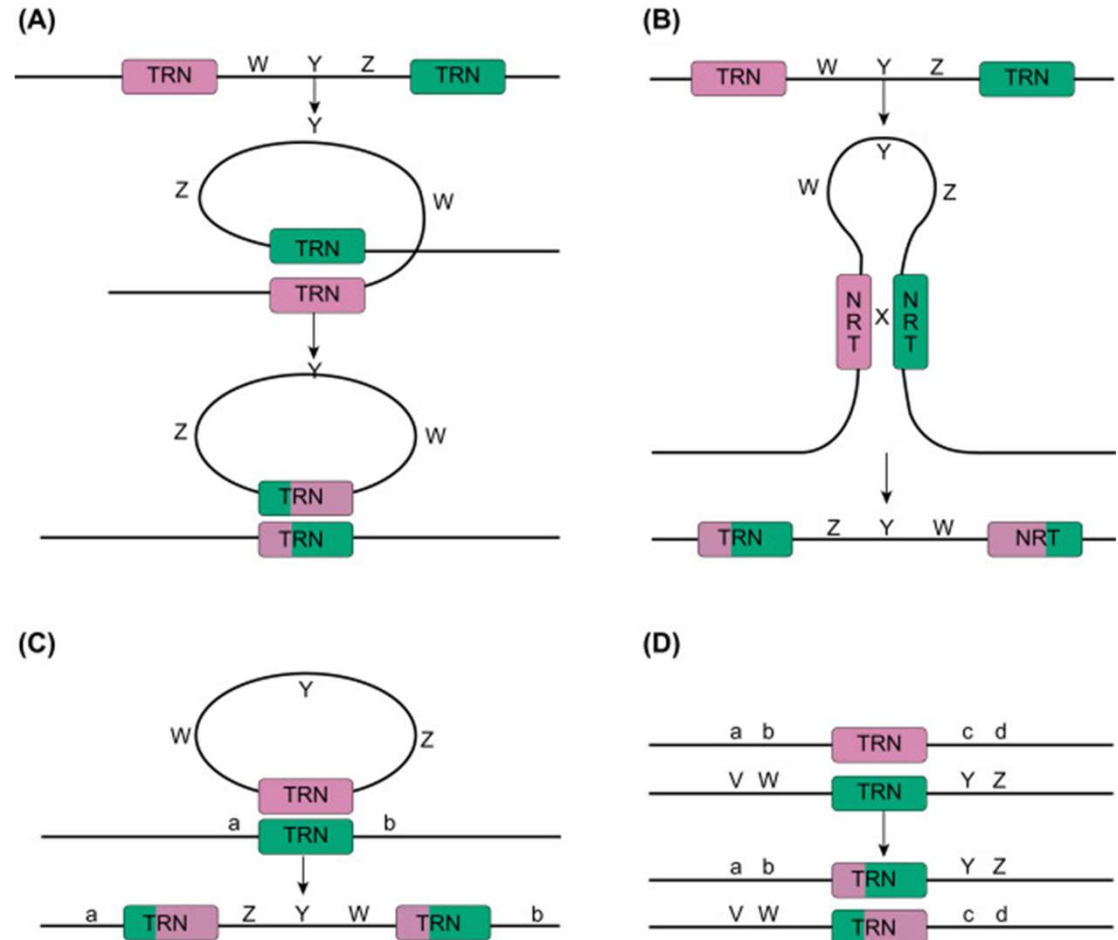 (A)
TRN W Y Z TRN
Y
Z
W
TRN
TRN
Y
Z W
TRN
TRN
(B)
TRN W Y Z TRN
Y
W Z
N N
R X R
T T
TRN Z Y W NRT
(C)
Y
W Z
TRN
a TRN b
a TRN Z Y W TRN b
(D)
a b TRN c d
V W TRN Y Z
a b TRN Y Z
V W TRN c d